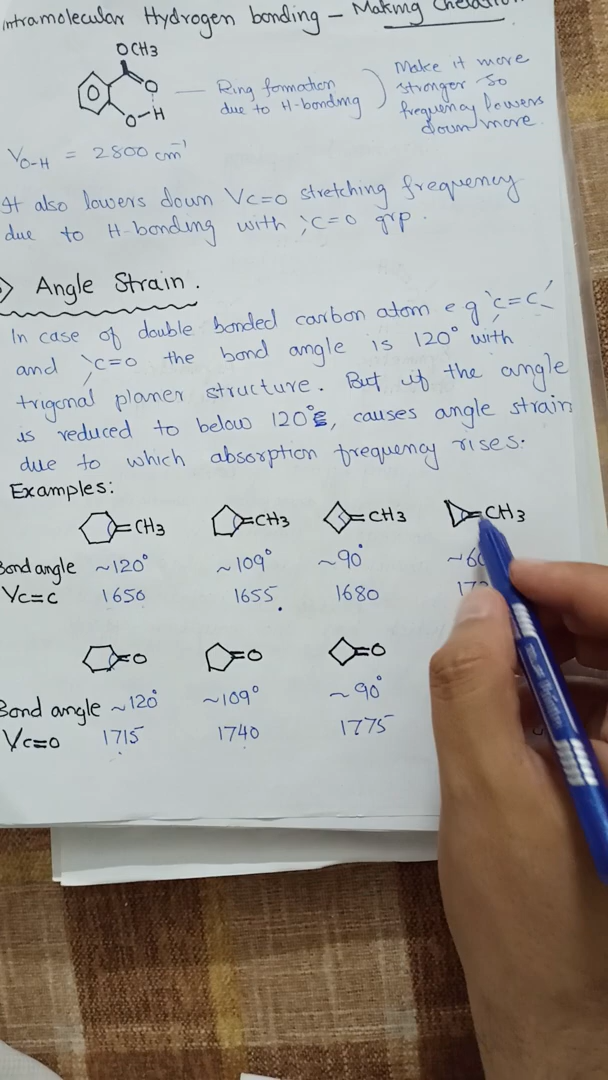 intramolecular Hydrogen bonding - Making Chelation
OCH3
O
O-H
Ring formation due to H-bonding
Make it more stronger so frequency lowers down more.
VO-H = 2800 cm-1
It also lowers down VC=O stretching frequency
due to H-bonding with >C=O grp.
Angle Strain.
In case of double bonded carbon atom e g >C=C<
and >C=O the bond angle is 120° with
trigonal planer structure. But if the angle
is reduced to below 120°, causes angle strain
due to which absorption frequency rises.
Examples:
=CH3 =CH3 =CH3 =CH3
Bond angle ~120° ~109° ~90°
VC=C 1650 1655 1680
=O =O =O
Bond angle ~120° ~109° ~90°
VC=O 1715 1740 1775